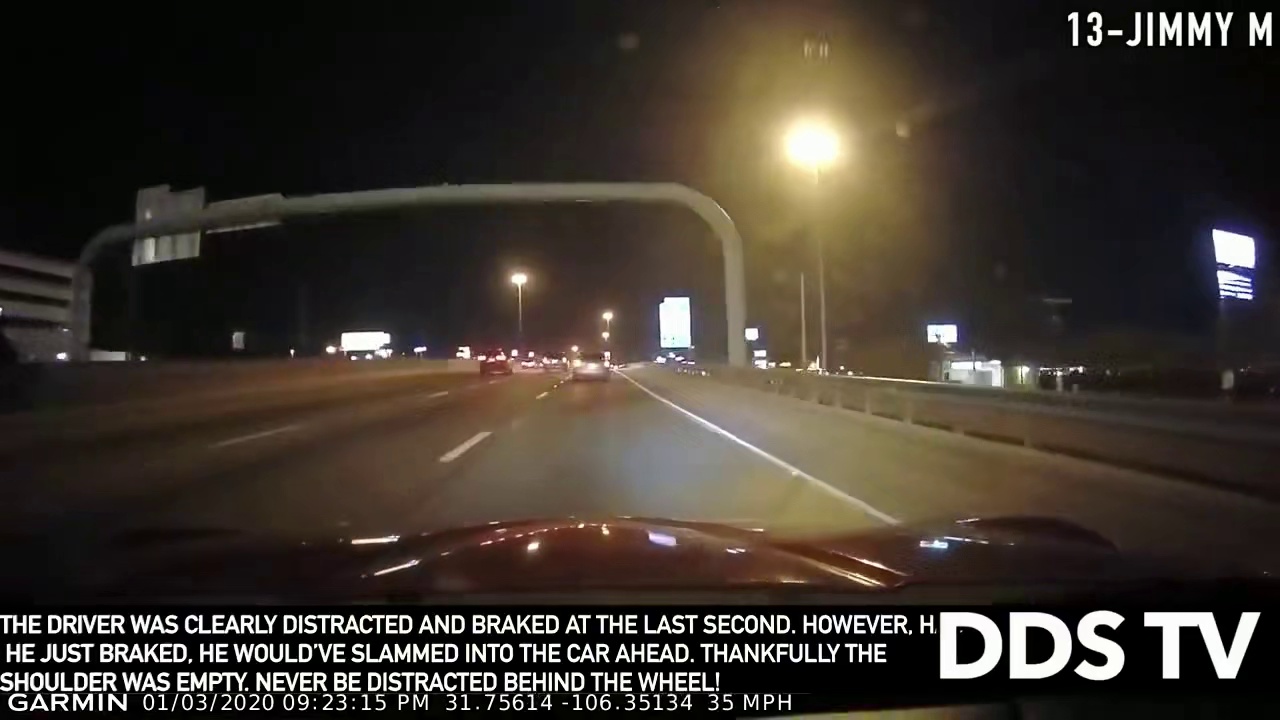 13-JIMMY M
THE DRIVER WAS CLEARLY DISTRACTED AND BRAKED AT THE LAST SECOND. HOWEVER,
HE JUST BRAKED, HE WOULD'VE SLAMMED INTO THE CAR AHEAD. THANKFULLY THE
SHOULDER WAS EMPTY. NEVER BE DISTRACTED BEHIND THE WHEEL!
DDS TV
GARMIN 01/03/2020 09:23:15 PM 31.75614 -106.35134 35 MPH